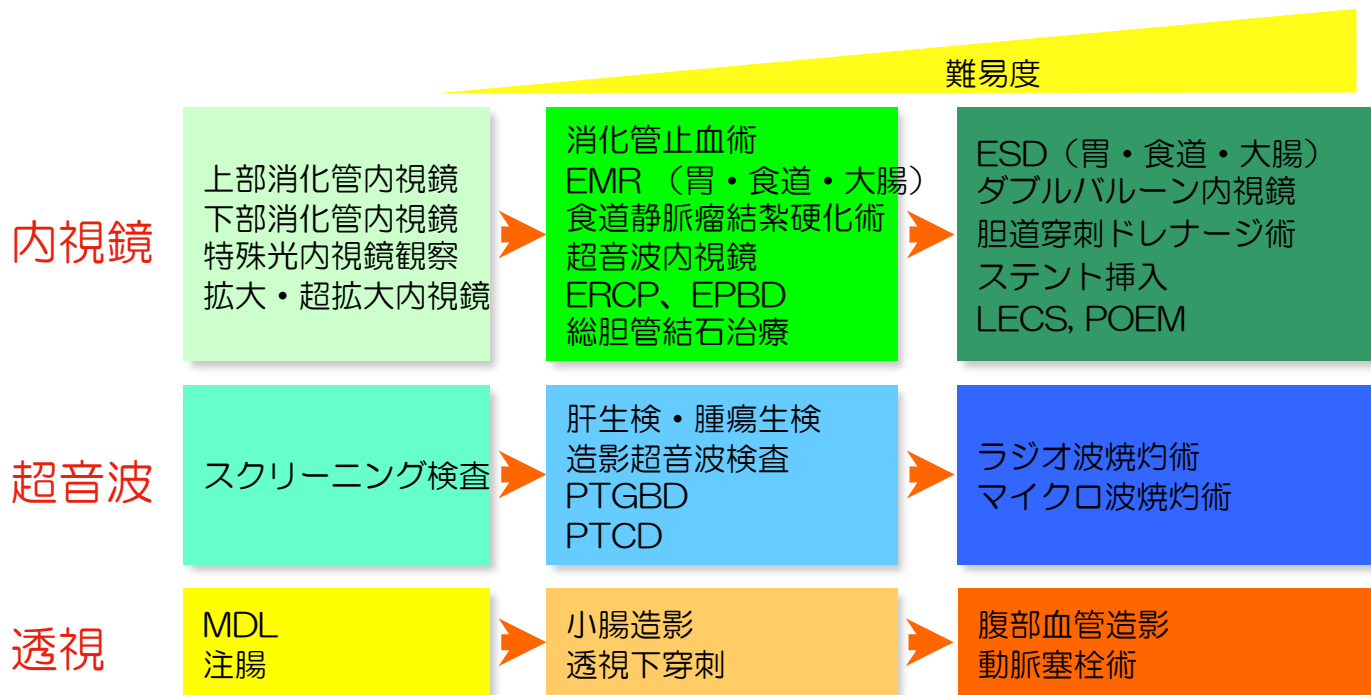 難易度
内視鏡
上部消化管内視鏡
下部消化管内視鏡
特殊光内視鏡観察
拡大・超拡大内視鏡
消化管止血術
EMR （胃・食道・大腸）
食道静脈瘤結紮硬化術
超音波内視鏡
ERCP、EPBD
総胆管結石治療
ESD（胃・食道・大腸）
ダブルバルーン内視鏡
胆道穿刺ドレナージ術
ステント挿入
LECS, POEM
超音波
スクリーニング検査
肝生検・腫瘍生検
造影超音波検査
PTGBD
PTCD
ラジオ波焼灼術
マイクロ波焼灼術
透視
MDL
注腸
小腸造影
透視下穿刺
腹部血管造影
動脈塞栓術